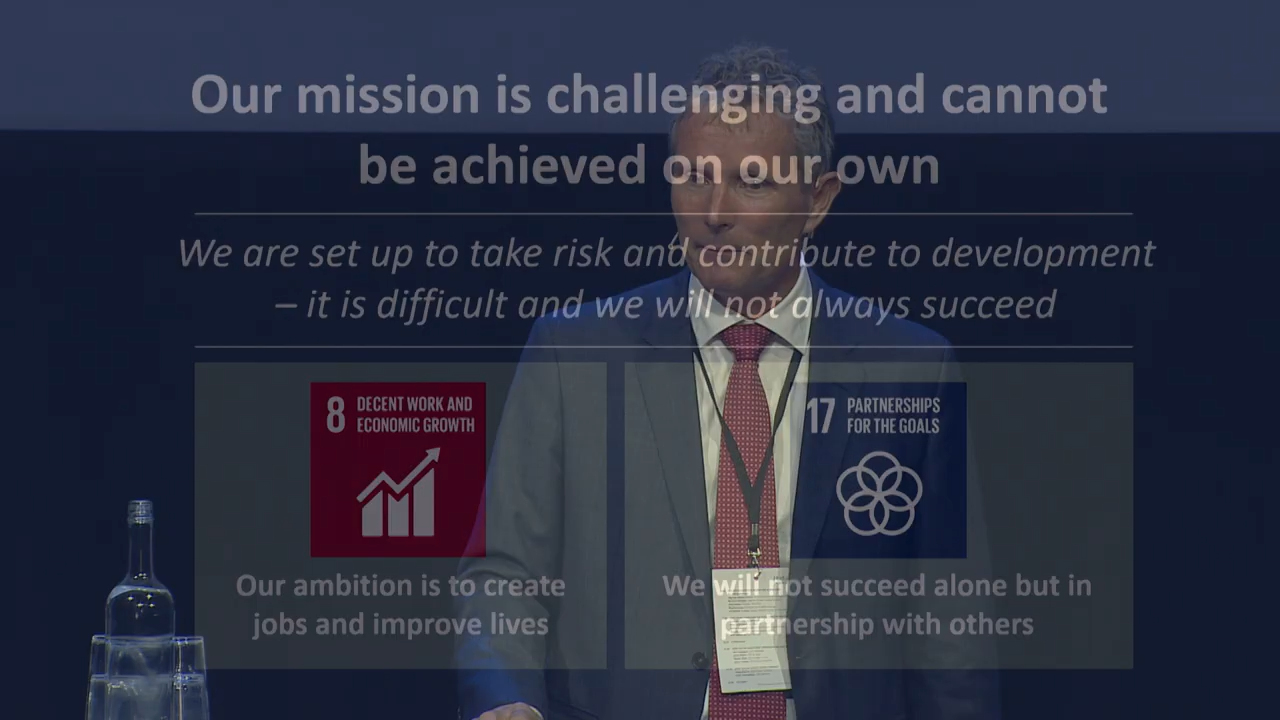 Our mission is challenging and cannot
be achieved on our own
We are set up to take risk and contribute to development
– it is difficult and we will not always succeed
8 DECENT WORK AND
ECONOMIC GROWTH
17 PARTNERSHIPS
FOR THE GOALS
Our ambition is to create
jobs and improve lives
We will not succeed alone but in
partnership with others